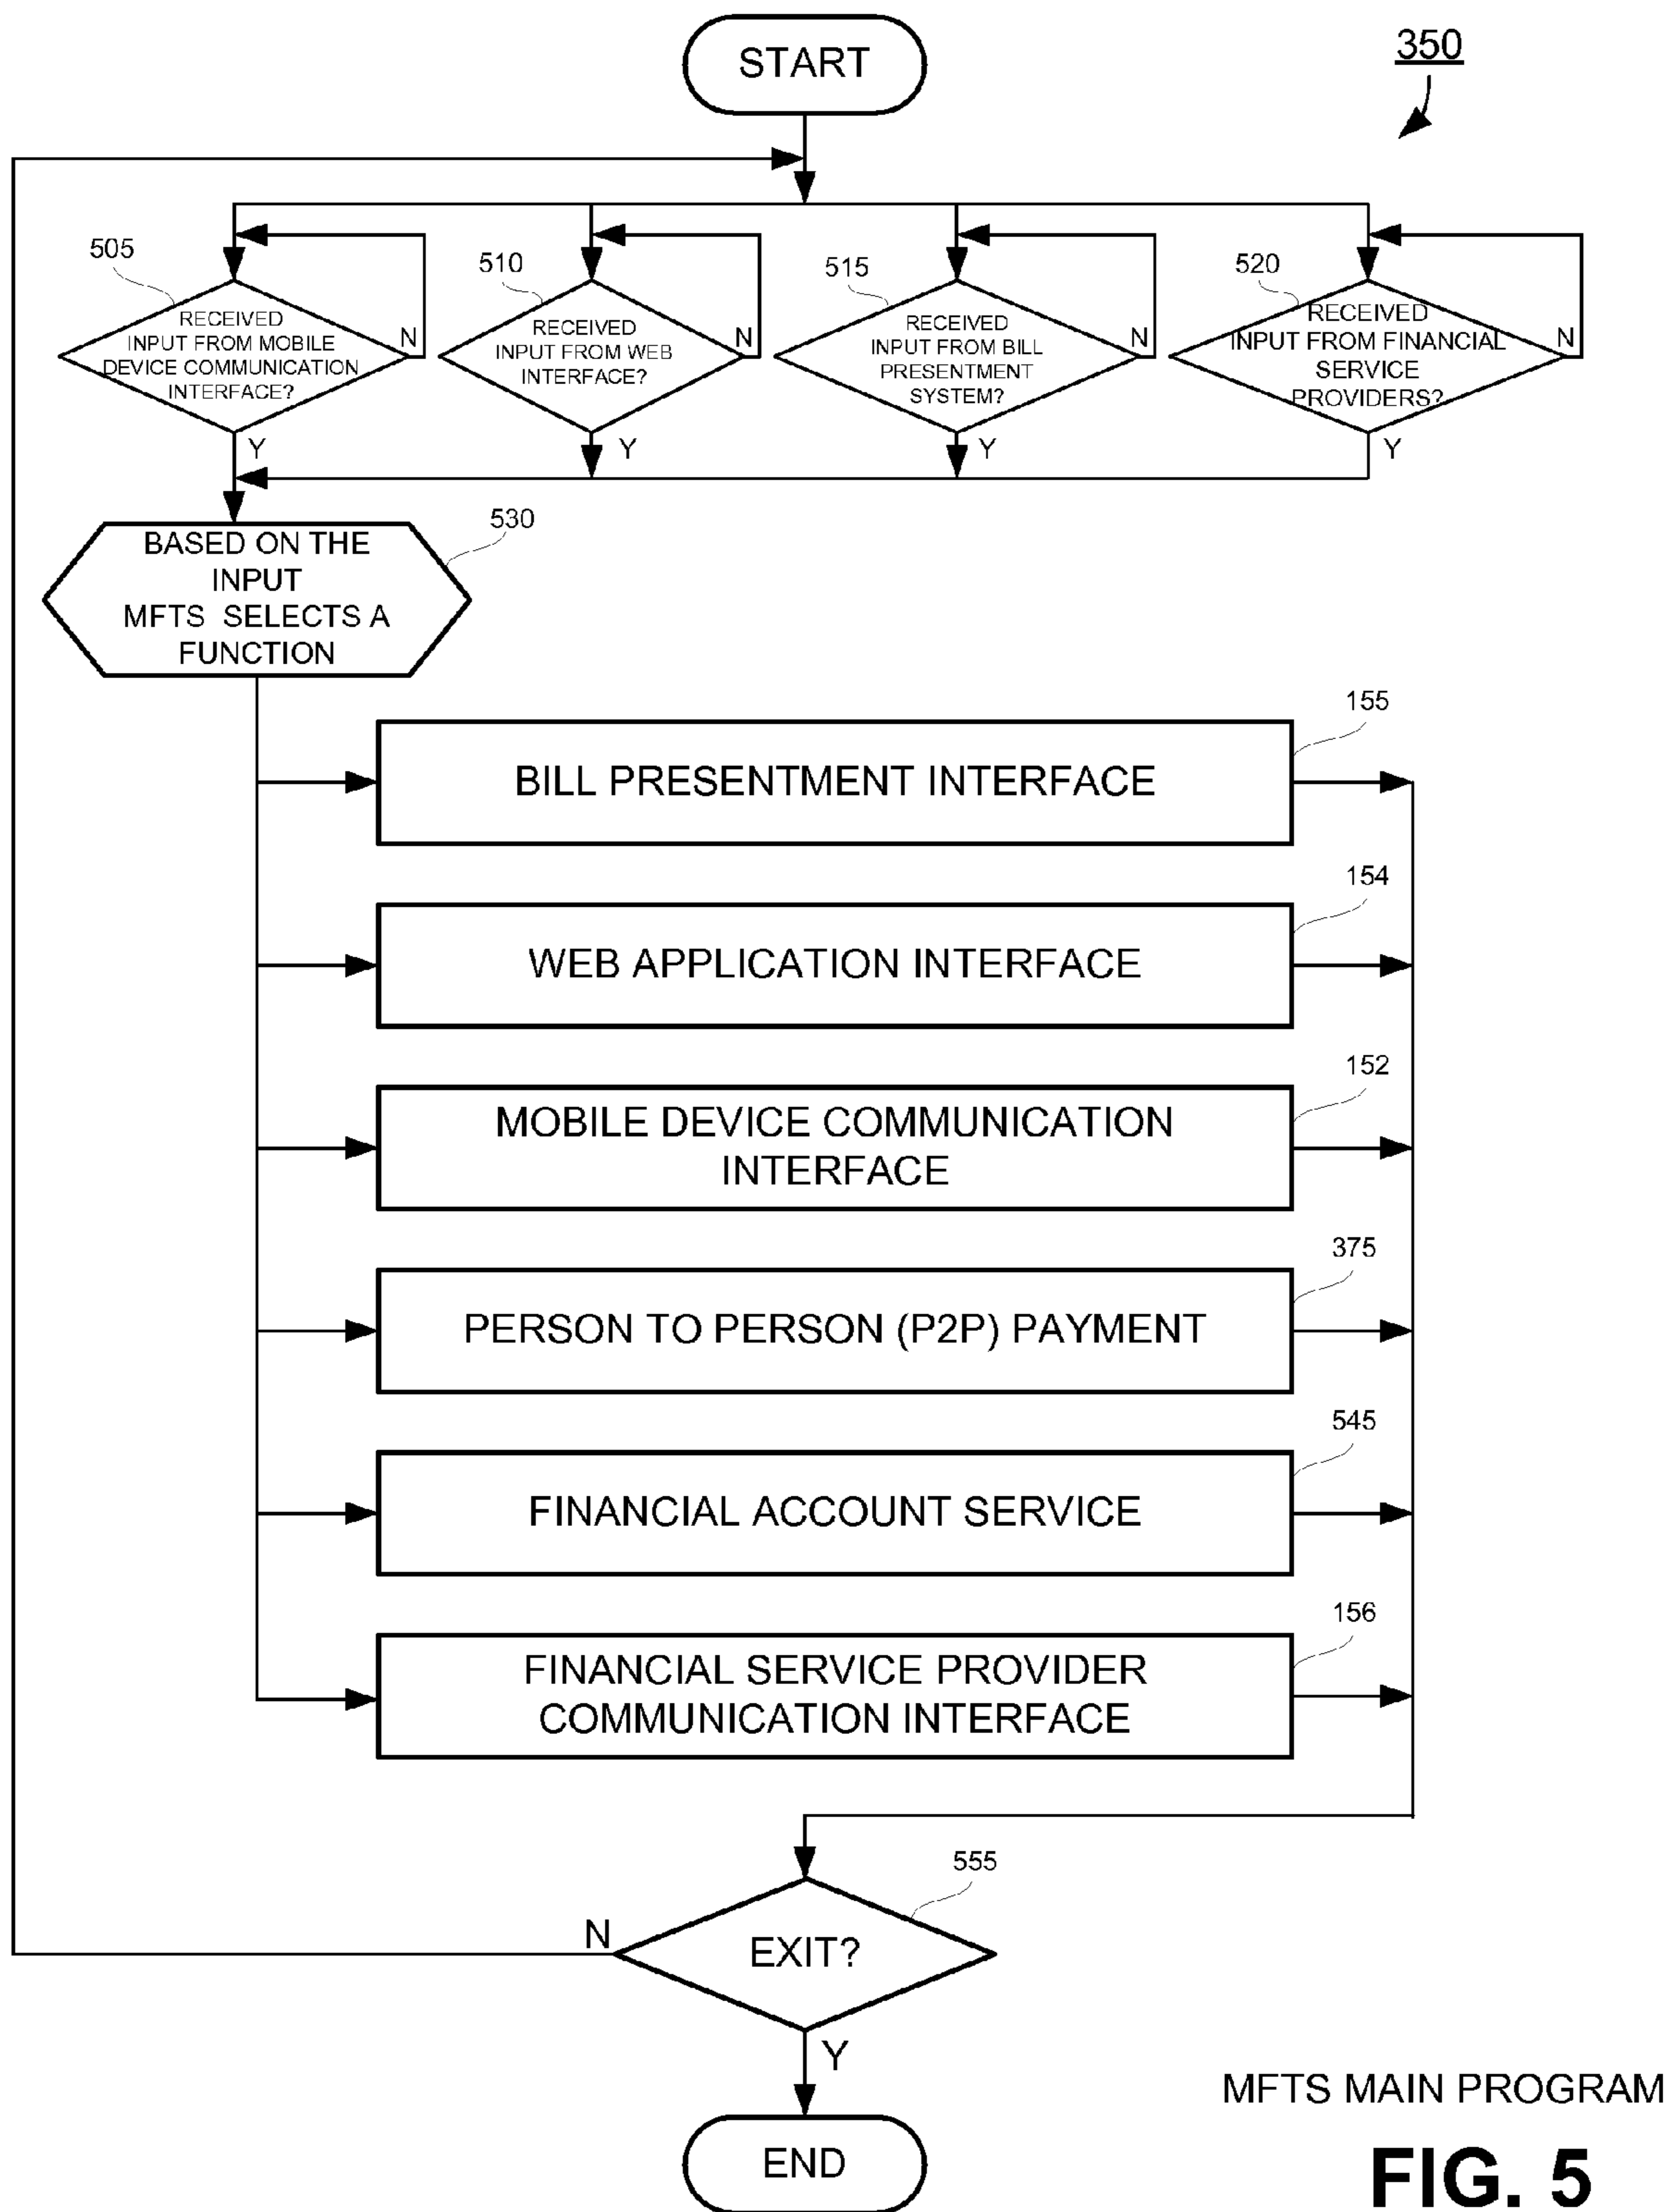 START
350
505
510
515
520
RECEIVED
INPUT FROM MOBILE
DEVICE COMMUNICATION
INTERFACE?
N
RECEIVED
INPUT FROM WEB
INTERFACE?
N
RECEIVED
INPUT FROM BILL
PRESENTMENT
SYSTEM?
N
RECEIVED
INPUT FROM FINANCIAL
SERVICE
PROVIDERS?
N
Y
Y
Y
Y
BASED ON THE
INPUT
MFTS SELECTS A
FUNCTION
530
155
BILL PRESENTMENT INTERFACE
154
WEB APPLICATION INTERFACE
152
MOBILE DEVICE COMMUNICATION
INTERFACE
375
PERSON TO PERSON (P2P) PAYMENT
545
FINANCIAL ACCOUNT SERVICE
156
FINANCIAL SERVICE PROVIDER
COMMUNICATION INTERFACE
555
N
EXIT?
Y
END
MFTS MAIN PROGRAM
FIG. 5